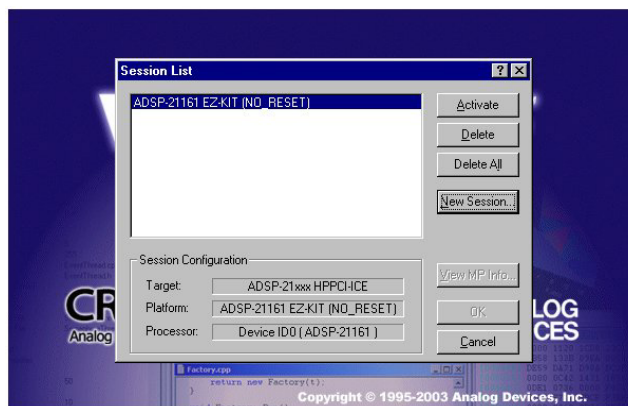 Session List
ADSP-21161 EZ-KIT (NO_RESET)
Activate
Delete
Delete All
New Session...
Session Configuration
Target: ADSP-21xxx HPPCI-ICE
Platform: ADSP-21161 EZ-KIT (NO_RESET)
Processor: Device ID0 ( ADSP-21161 )
View MP Info...
OK
Cancel
CR
LOG
Analog
CES
Factory.cpp
return new Factory(t);
}
Copyright © 1995-2003 Analog Devices, Inc.